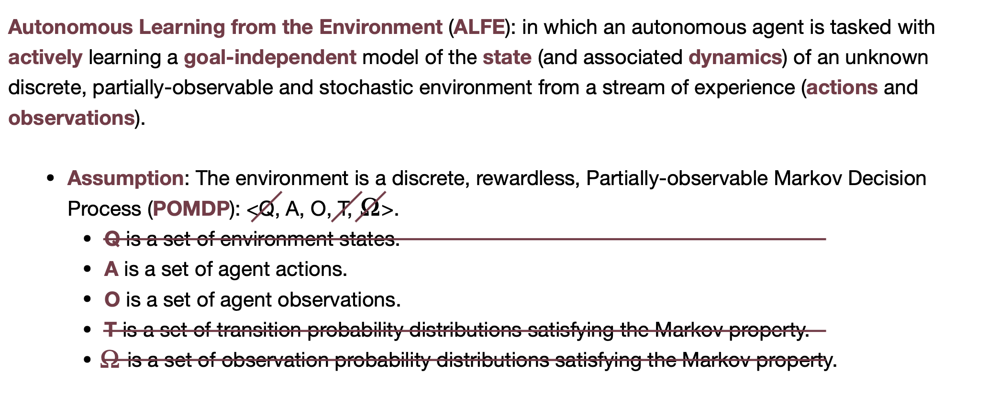 Autonomous Learning from the Environment (ALFE): in which an autonomous agent is tasked with
actively learning a goal-independent model of the state (and associated dynamics) of an unknown
discrete, partially-observable and stochastic environment from a stream of experience (actions and
observations).
• Assumption: The environment is a discrete, rewardless, Partially-observable Markov Decision
Process (POMDP): <Q, A, O, T, Ω>.
• Q is a set of environment states.
• A is a set of agent actions.
• O is a set of agent observations.
• T is a set of transition probability distributions satisfying the Markov property.
• Ω is a set of observation probability distributions satisfying the Markov property.